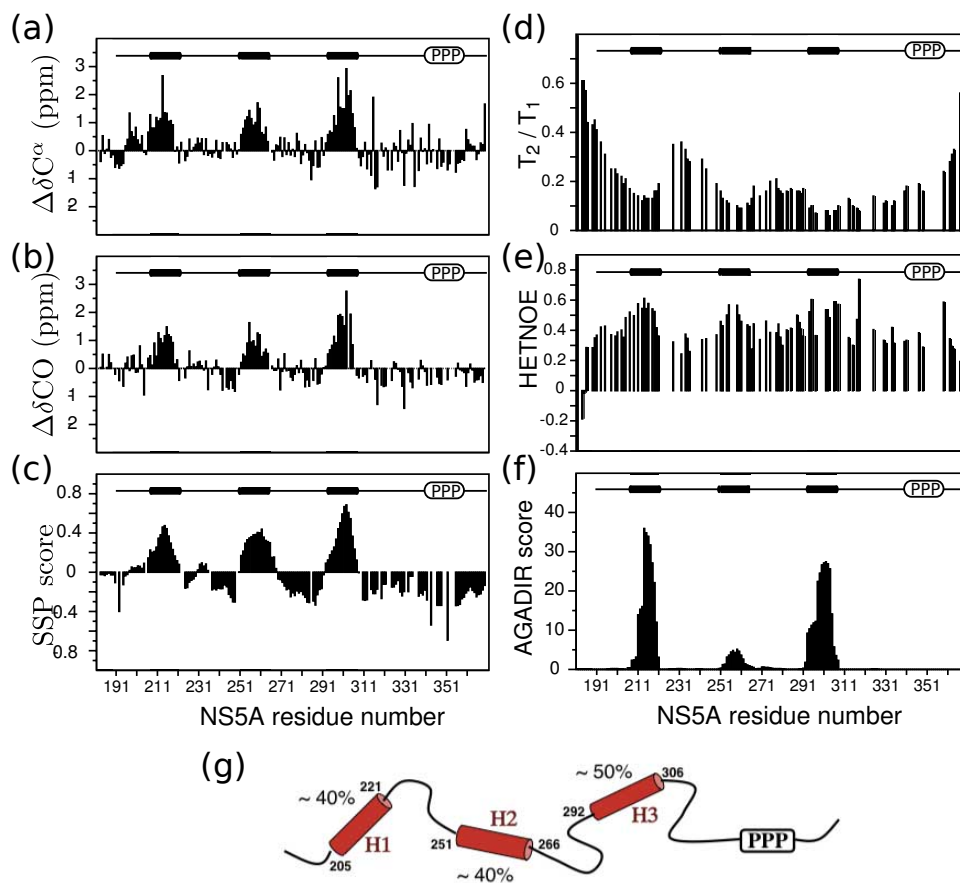 (a)
ΔδCα (ppm)
3
2
1
0
1
2
PPP
(b)
ΔδCO (ppm)
3
2
1
0
1
2
PPP
(c)
SSP score
0.8
0.4
0
0.4
0.8
PPP
191 211 231 251 271 291 311 331 351
NS5A residue number
(d)
T2 / T1
0.6
0.4
0.2
0
PPP
(e)
HETNOE
0.8
0.6
0.4
0.2
0
-0.2
-0.4
PPP
(f)
AGADIR score
40
30
20
10
0
PPP
191 211 231 251 271 291 311 331 351
NS5A residue number
(g)
~ 40%
221
H1
205
H2
251
266
~ 40%
~ 50%
306
292
H3
PPP